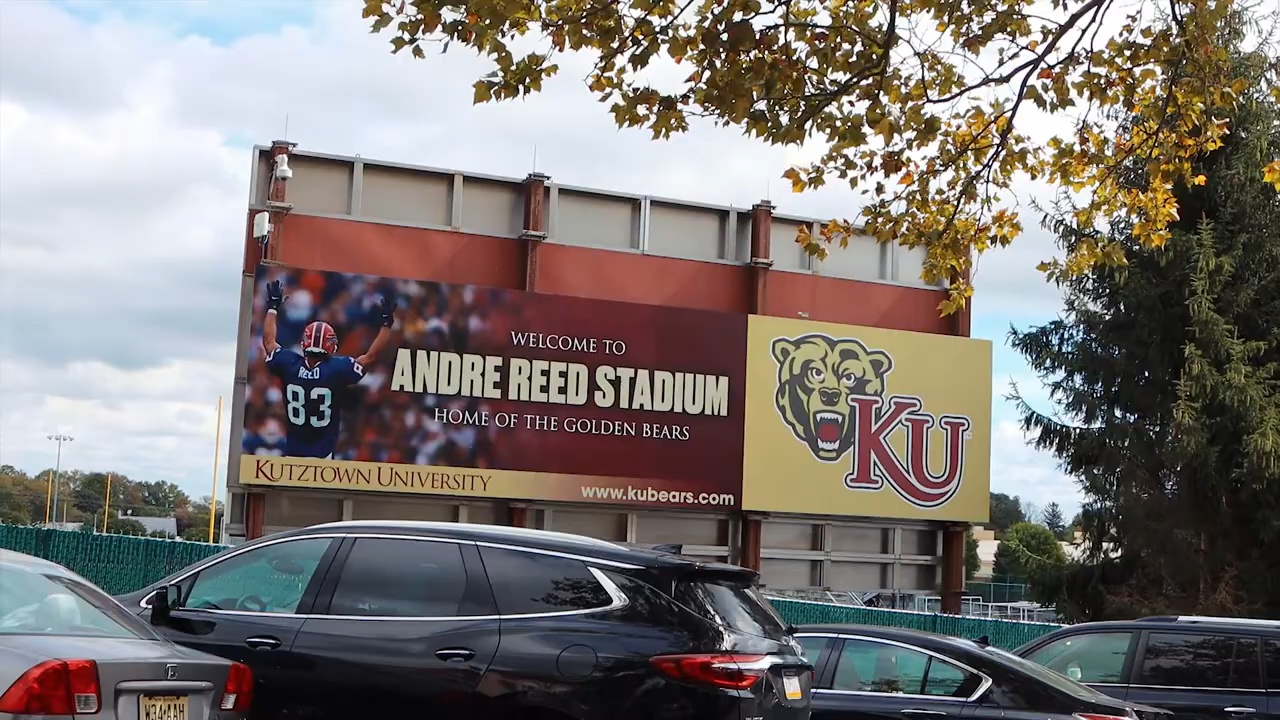 WELCOME TO
ANDRE REED STADIUM
HOME OF THE GOLDEN BEARS
REED
83
KUTZTOWN UNIVERSITY
www.kubears.com
KU